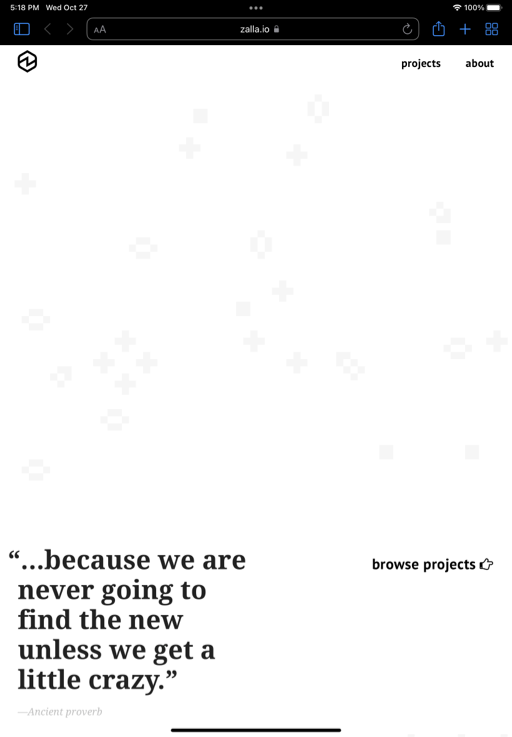 5:18 PM Wed Oct 27
100%
AA
zalla.io
projects
about
“...because we are
never going to
find the new
unless we get a
little crazy.”
browse projects
—Ancient proverb